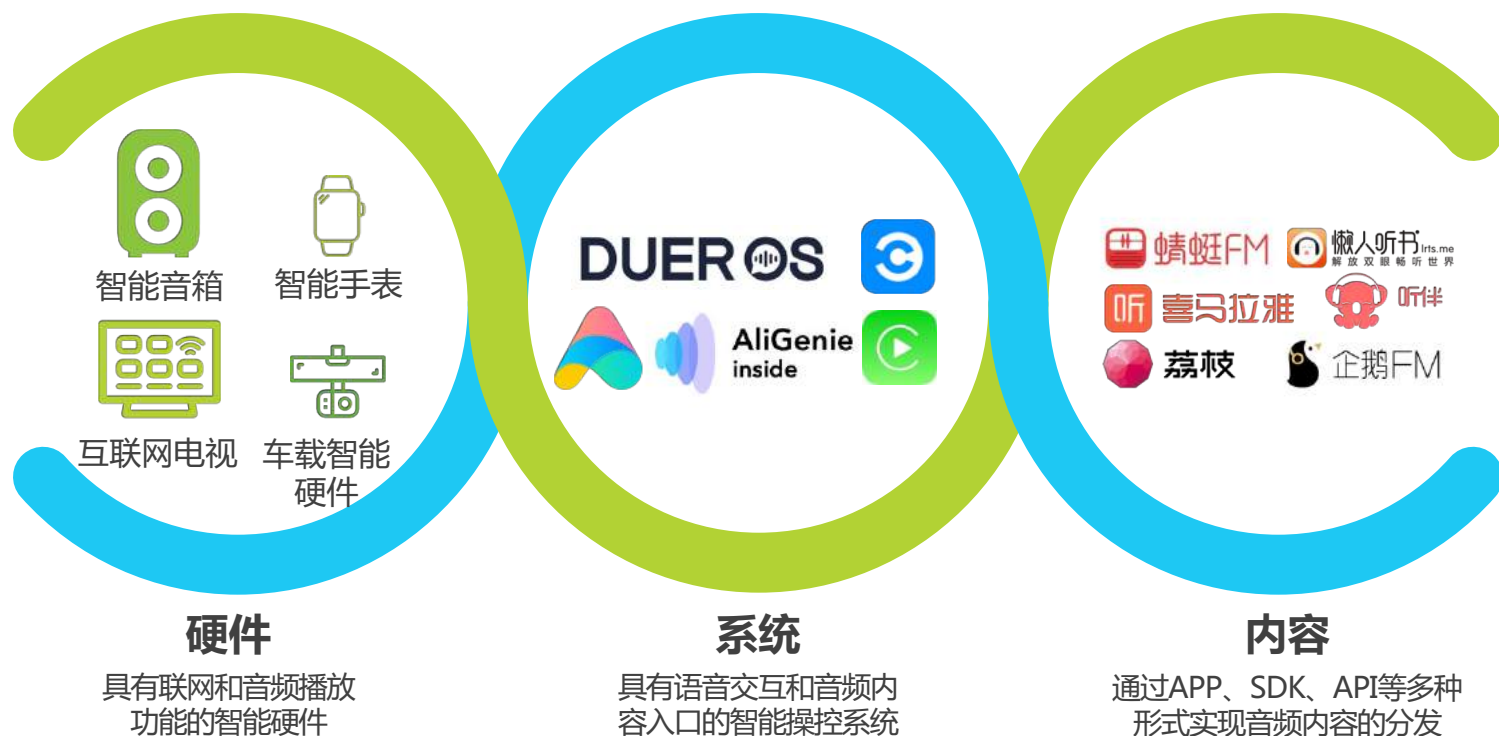 智能音箱
智能手表
互联网电视
车载智能
硬件
DUER OS
AliGenie
inside
蜻蜓FM
懒人听书 lrts.me
解放双眼畅听世界
听
喜马拉雅
听伴
荔枝
企鹅FM
硬件
具有联网和音频播放
功能的智能硬件
系统
具有语音交互和音频内
容入口的智能操控系统
内容
通过APP、SDK、API等多种
形式实现音频内容的分发